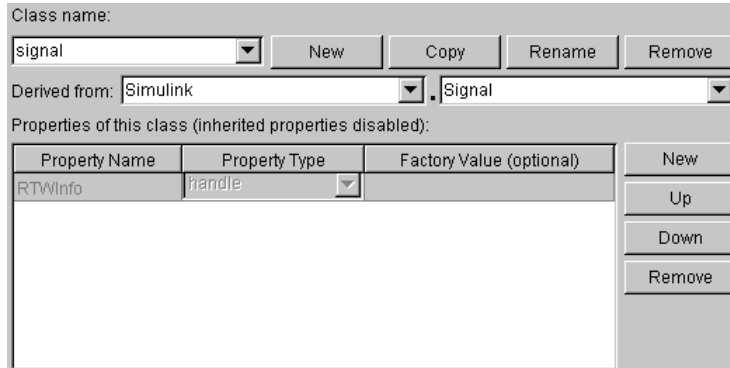 Class name:
signal New Copy Rename Remove
Derived from: Simulink . Signal
Properties of this class (inherited properties disabled):
Property Name Property Type Factory Value (optional) New
RTWInfo handle
Up
Down
Remove